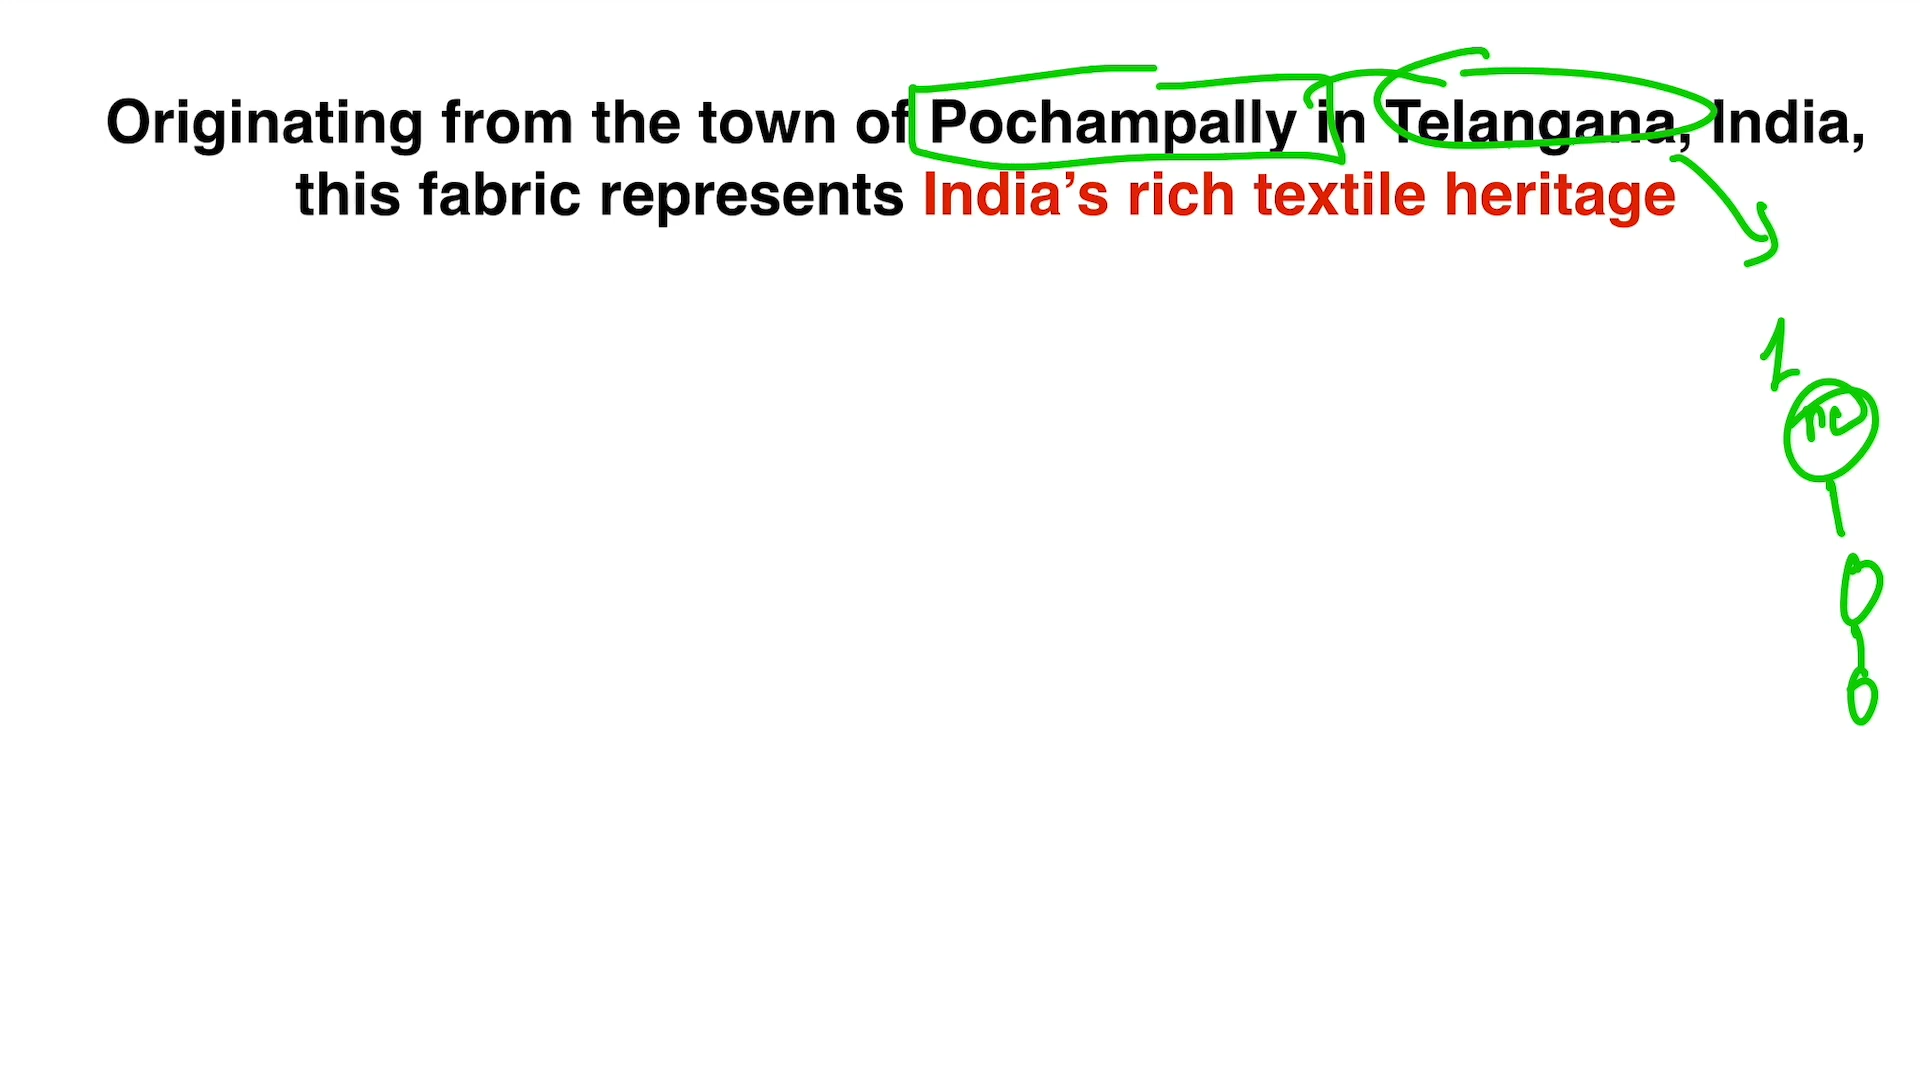 Originating from the town of Pochampally in Telangana, India,
this fabric represents India’s rich textile heritage